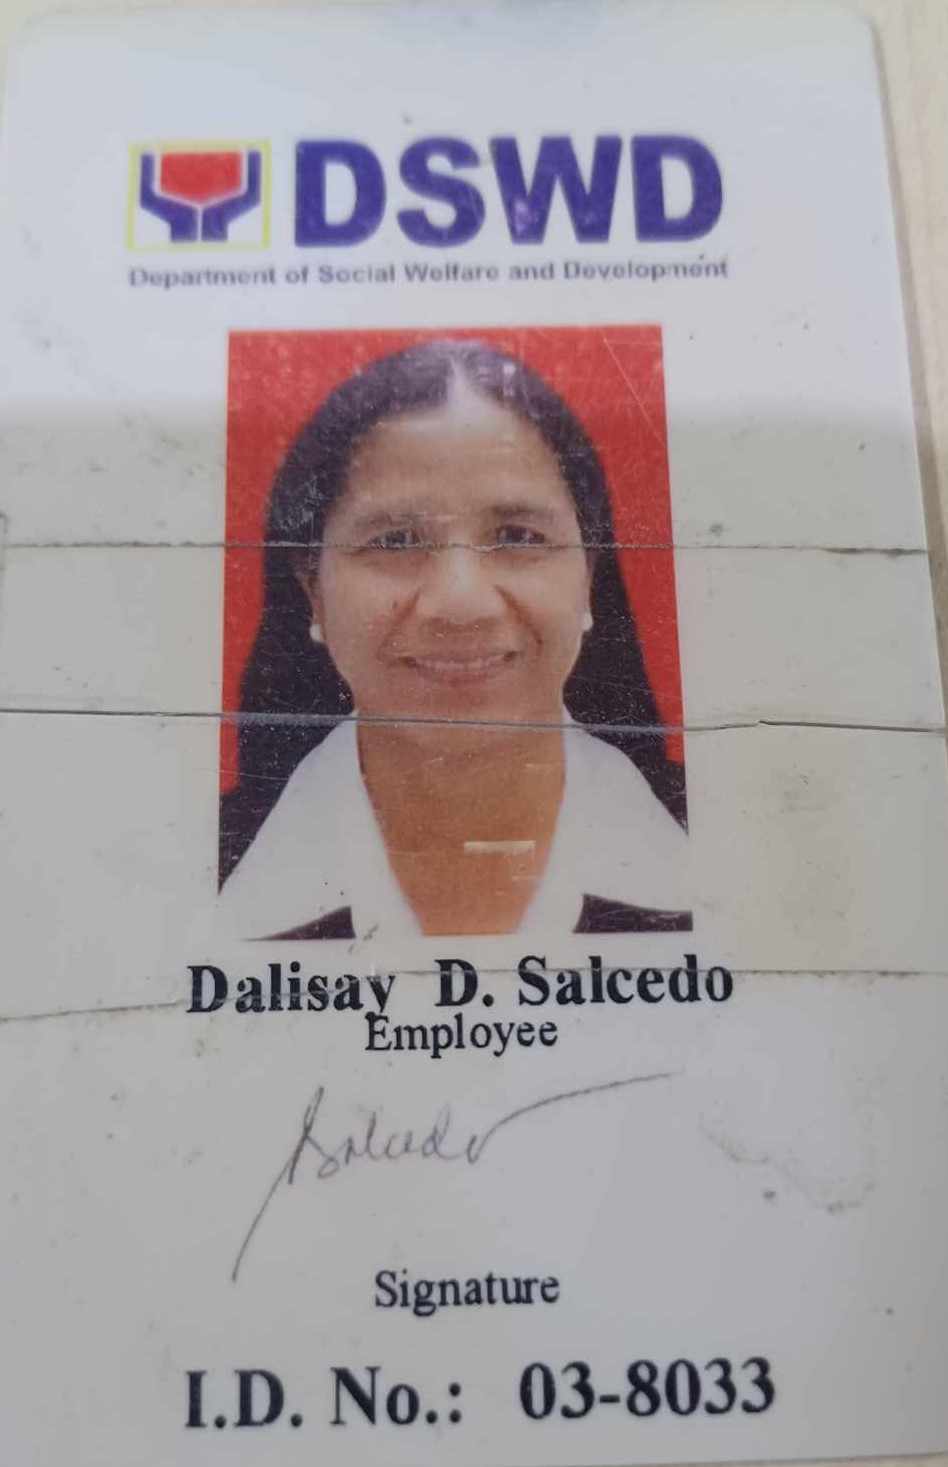 DSWD
Department of Social Welfare and Development
Dalisay D. Salcedo
Employee
Salcedo
Signature
I.D. No.: 03-8033